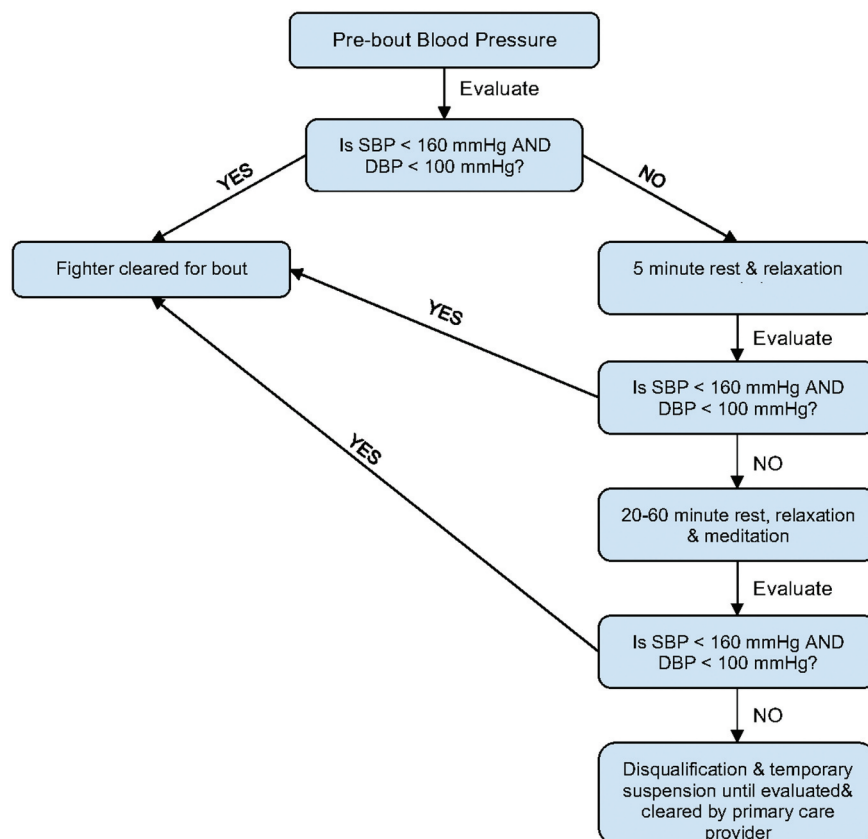 Pre-bout Blood Pressure
Evaluate
Is SBP < 160 mmHg AND
DBP < 100 mmHg?
YES
NO
Fighter cleared for bout
5 minute rest & relaxation
YES
Evaluate
Is SBP < 160 mmHg AND
DBP < 100 mmHg?
YES
NO
20-60 minute rest, relaxation
& meditation
Evaluate
Is SBP < 160 mmHg AND
DBP < 100 mmHg?
NO
Disqualification & temporary
suspension until evaluated&
cleared by primary care
provider